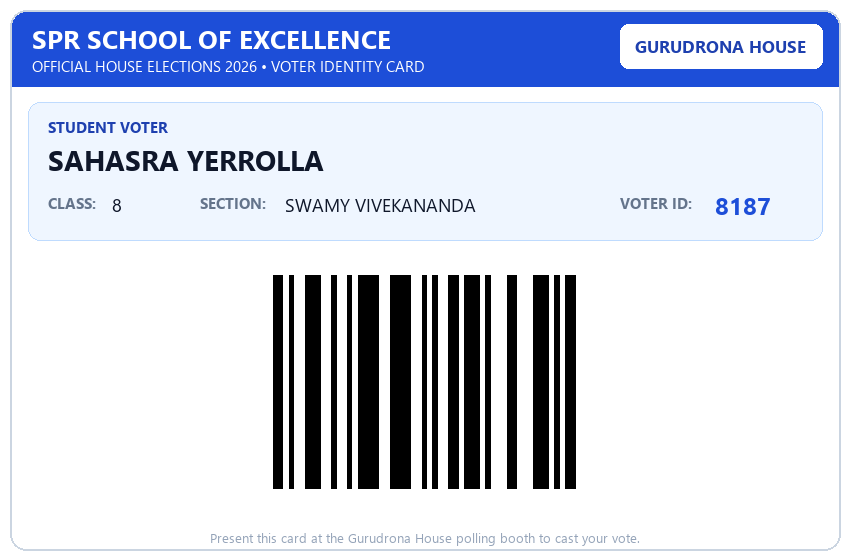 SPR SCHOOL OF EXCELLENCE
OFFICIAL HOUSE ELECTIONS 2026 • VOTER IDENTITY CARD
GURUDRONA HOUSE
STUDENT VOTER
SAHASRA YERROLLA
CLASS: 8 SECTION: SWAMY VIVEKANANDA VOTER ID: 8187
Present this card at the Gurudrona House polling booth to cast your vote.